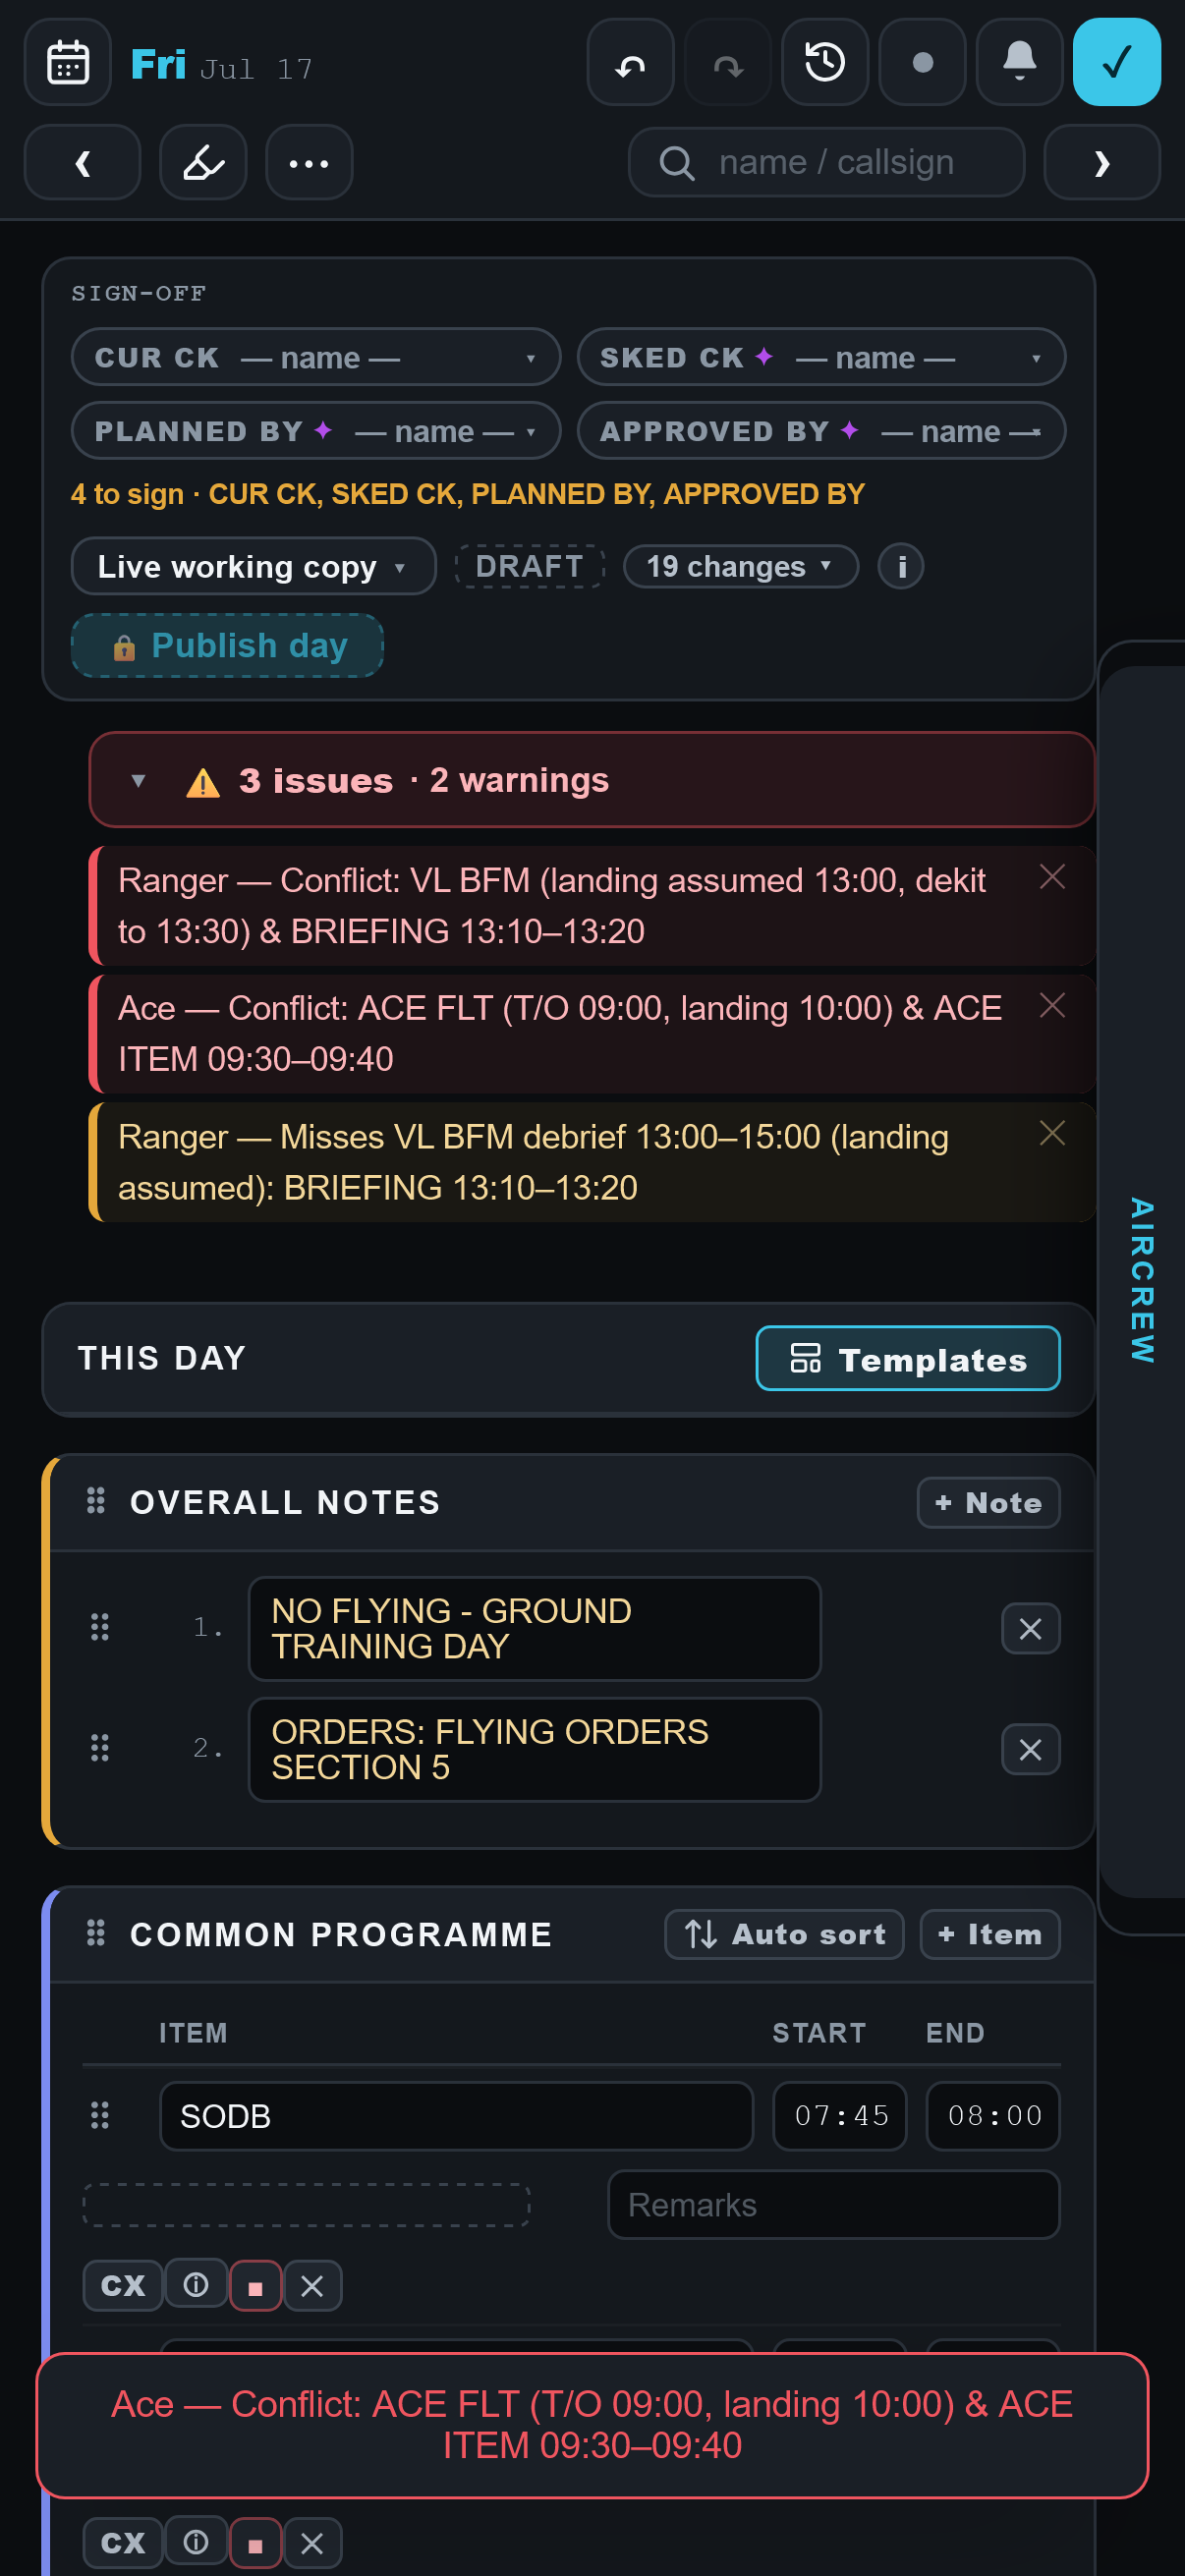 Fri Jul 17
name / callsign
SIGN-OFF
CUR CK — name —
SKED CK — name —
PLANNED BY — name —
APPROVED BY — name —
4 to sign · CUR CK, SKED CK, PLANNED BY, APPROVED BY
Live working copy
DRAFT
19 changes
i
Publish day
3 issues · 2 warnings
Ranger — Conflict: VL BFM (landing assumed 13:00, dekit
to 13:30) & BRIEFING 13:10–13:20
Ace — Conflict: ACE FLT (T/O 09:00, landing 10:00) & ACE
ITEM 09:30–09:40
Ranger — Misses VL BFM debrief 13:00–15:00 (landing
assumed): BRIEFING 13:10–13:20
AIRCREW
THIS DAY
Templates
OVERALL NOTES
+ Note
1. NO FLYING - GROUND
TRAINING DAY
2. ORDERS: FLYING ORDERS
SECTION 5
COMMON PROGRAMME
Auto sort
+ Item
ITEM START END
SODB 07:45 08:00
Remarks
CX
Ace — Conflict: ACE FLT (T/O 09:00, landing 10:00) & ACE
ITEM 09:30–09:40
CX